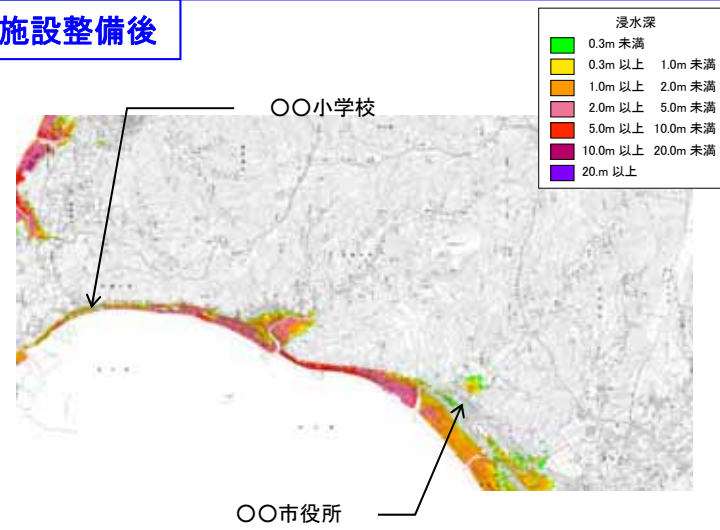 施設整備後
浸水深
0.3m 未満
0.3m 以上 1.0m 未満
1.0m 以上 2.0m 未満
2.0m 以上 5.0m 未満
5.0m 以上 10.0m 未満
10.0m 以上 20.0m 未満
20.m 以上
〇〇小学校
〇〇市役所